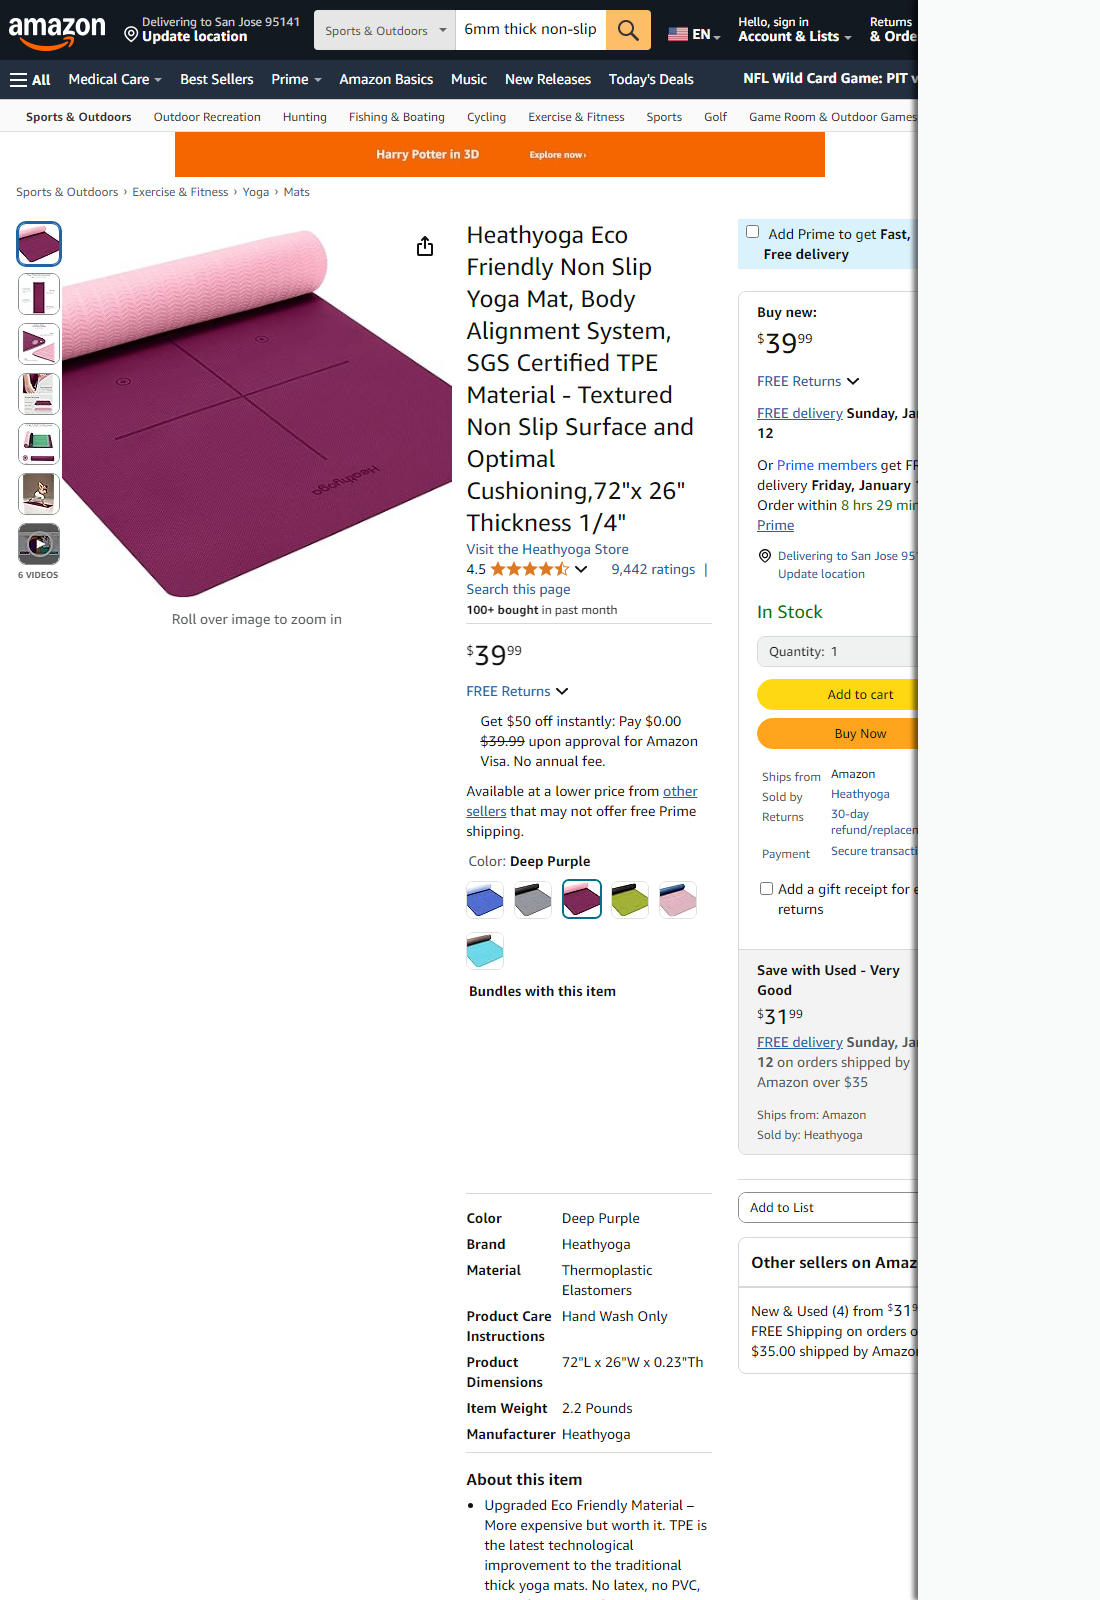 amazon
Delivering to San Jose 95141
Update location
Sports & Outdoors
6mm thick non-slip
EN
Hello, sign in
Account & Lists
Returns
& Orde
All
Medical Care
Best Sellers
Prime
Amazon Basics
Music
New Releases
Today's Deals
NFL Wild Card Game: PIT v
Sports & Outdoors
Outdoor Recreation
Hunting
Fishing & Boating
Cycling
Exercise & Fitness
Sports
Golf
Game Room & Outdoor Games
Harry Potter in 3D
Explore now ›
Sports & Outdoors › Exercise & Fitness › Yoga › Mats
Heathyoga
6 VIDEOS
Roll over image to zoom in
Heathyoga Eco
Friendly Non Slip
Yoga Mat, Body
Alignment System,
SGS Certified TPE
Material - Textured
Non Slip Surface and
Optimal
Cushioning,72"x 26"
Thickness 1/4"
Visit the Heathyoga Store
4.5
9,442 ratings |
Search this page
100+ bought in past month
$39 99
FREE Returns
Get $50 off instantly: Pay $0.00
$39.99 upon approval for Amazon
Visa. No annual fee.
Available at a lower price from other
sellers that may not offer free Prime
shipping.
Color: Deep Purple
Bundles with this item
Color Deep Purple
Brand Heathyoga
Material Thermoplastic
Elastomers
Product Care Hand Wash Only
Instructions
Product 72"L x 26"W x 0.23"Th
Dimensions
Item Weight 2.2 Pounds
Manufacturer Heathyoga
About this item
• Upgraded Eco Friendly Material –
More expensive but worth it. TPE is
the latest technological
improvement to the traditional
thick yoga mats. No latex, no PVC,
Add Prime to get Fast,
Free delivery
Buy new:
$39 99
FREE Returns
FREE delivery Sunday, Ja
12
Or Prime members get FR
delivery Friday, January 1
Order within 8 hrs 29 min
Prime
Delivering to San Jose 951
Update location
In Stock
Quantity: 1
Add to cart
Buy Now
Ships from Amazon
Sold by Heathyoga
Returns 30-day
refund/replacen
Payment Secure transacti
Add a gift receipt for e
returns
Save with Used - Very
Good
$31 99
FREE delivery Sunday, Ja
12 on orders shipped by
Amazon over $35
Ships from: Amazon
Sold by: Heathyoga
Add to List
Other sellers on Amaz
New & Used (4) from $31 9
FREE Shipping on orders o
$35.00 shipped by Amazon